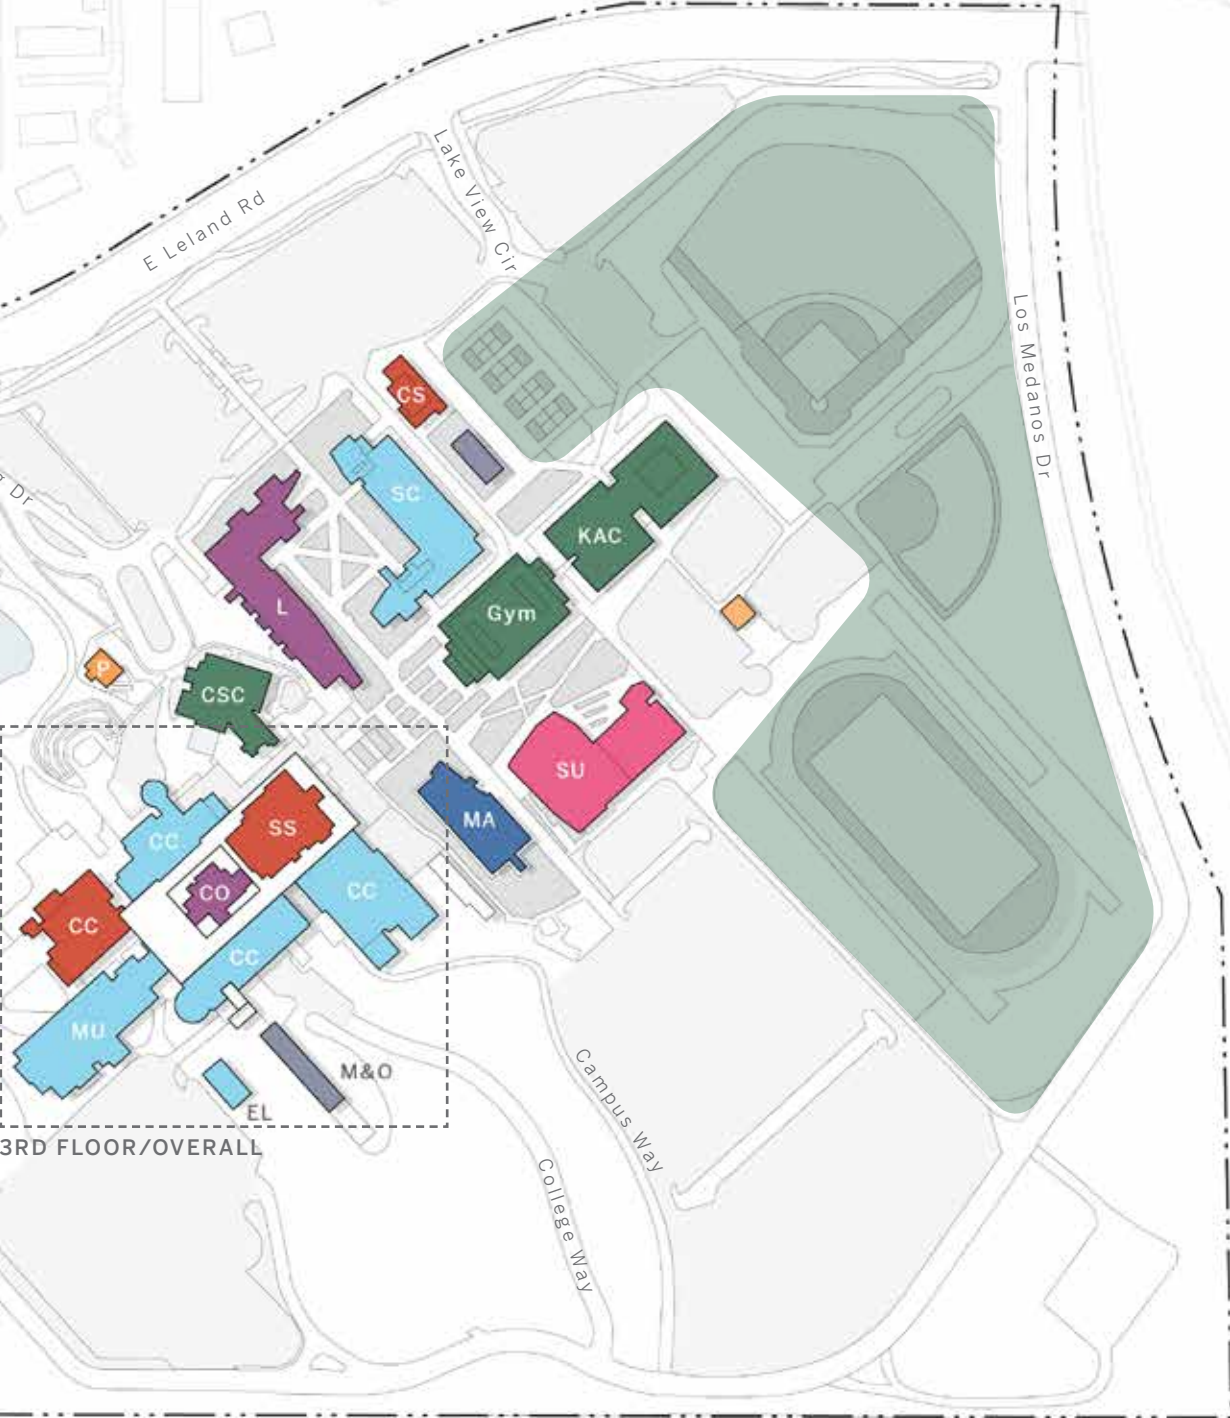 E Leland Rd
Lake View Cir
Los Medanos Dr
CS
SC
Dr
KAC
L
Gym
P
CSC
SU
MA
SS
CC
CO
CC
CC
CC
MU
M&O
EL
3RD FLOOR/OVERALL
Campus Way
College Way